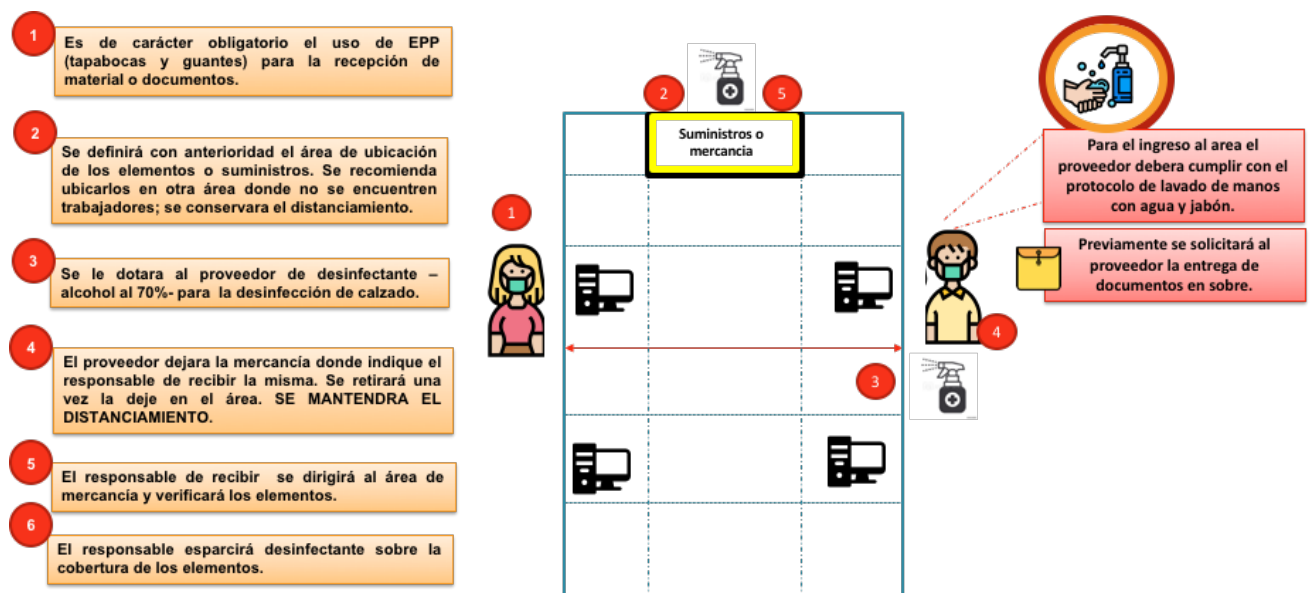 1
Es de carácter obligatorio el uso de EPP
(tapabocas y guantes) para la recepción de
material o documentos.
2
Se definirá con anterioridad el área de ubicación
de los elementos o suministros. Se recomienda
ubicarlos en otra área donde no se encuentren
trabajadores; se conservara el distanciamiento.
3
Se le dotara al proveedor de desinfectante –
alcohol al 70%- para la desinfección de calzado.
4
El proveedor dejara la mercancía donde indique el
responsable de recibir la misma. Se retirará una
vez la deje en el área. SE MANTENDRA EL
DISTANCIAMIENTO.
5
El responsable de recibir se dirigirá al área de
mercancía y verificará los elementos.
6
El responsable esparcirá desinfectante sobre la
cobertura de los elementos.
2
5
Suministros o
mercancia
1
3
4
Para el ingreso al area el
proveedor debera cumplir con el
protocolo de lavado de manos
con agua y jabón.
Previamente se solicitará al
proveedor la entrega de
documentos en sobre.